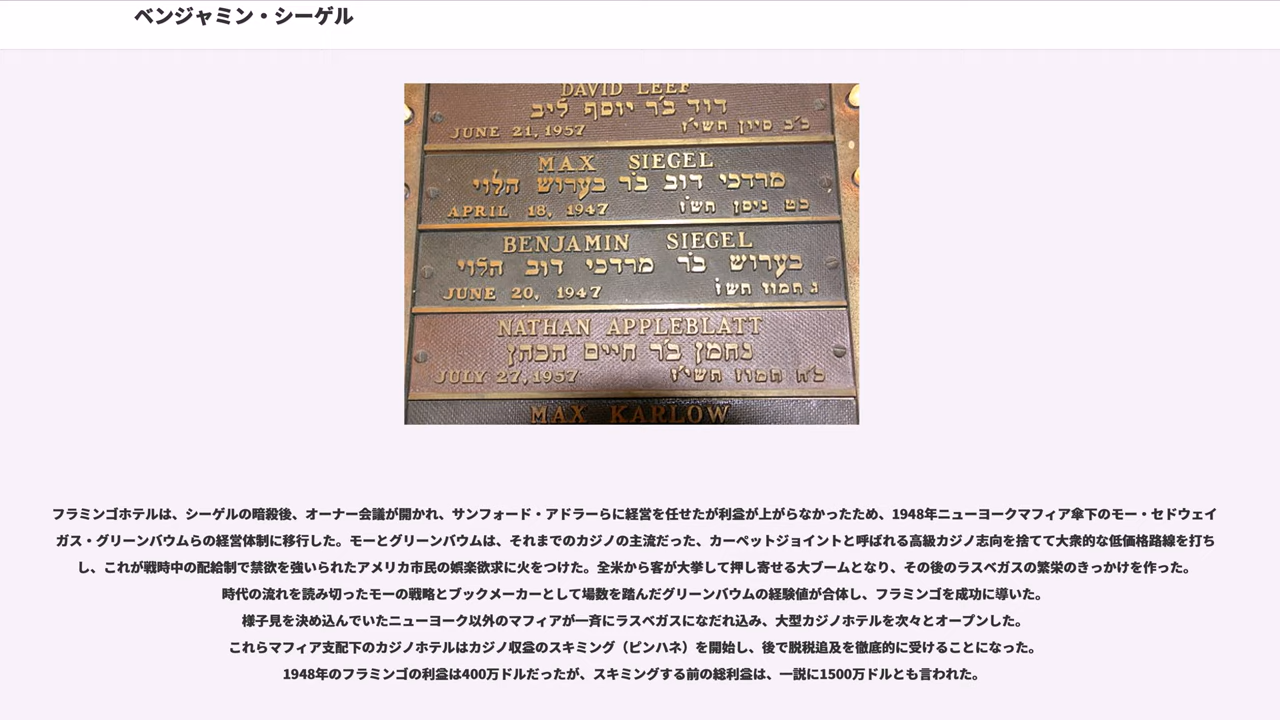 ベンジャミン・シーゲル
DAVID LEEF
דוד ב׳ר יוסף ליב
JUNE 21, 1957 כ׳ב סיון תשי׳ז
MAX SIEGEL
מרדכי דוב ב׳ר בערוש הלוי
APRIL 18, 1947 כט ניסן תש׳ז
BENJAMIN SIEGEL
בערוש ב׳ר מרדכי דוב הלוי
JUNE 20, 1947 ג תמוז תש׳ז
NATHAN APPLEBLATT
נחמן ב׳ר חיים הכהן
JULY 27, 1957 כ׳ח תמוז תשי׳ז
MAX KARLOW
フラミンゴホテルは、シーゲルの暗殺後、オーナー会議が開かれ、サンフォード・アドラーらに経営を任せたが利益が上がらなかったため、1948年ニューヨークマフィア傘下のモー・セドウェイ
ガス・グリーンバウムらの経営体制に移行した。モーとグリーンバウムは、それまでのカジノの主流だった、カーペットジョイントと呼ばれる高級カジノ志向を捨てて大衆的な低価格路線を打ち
し、これが戦時中の配給制で禁欲を強いられたアメリカ市民の娯楽欲求に火をつけた。全米から客が大挙して押し寄せる大ブームとなり、その後のラスベガスの繁栄のきっかけを作った。
時代の流れを読み切ったモーの戦略とブックメーカーとして場数を踏んだグリーンバウムの経験値が合体し、フラミンゴを成功に導いた。
様子見を決め込んでいたニューヨーク以外のマフィアが一斉にラスベガスになだれ込み、大型カジノホテルを次々とオープンした。
これらマフィア支配下のカジノホテルはカジノ収益のスキミング（ピンハネ）を開始し、後で脱税追及を徹底的に受けることになった。
1948年のフラミンゴの利益は400万ドルだったが、スキミングする前の総利益は、一説に1500万ドルとも言われた。